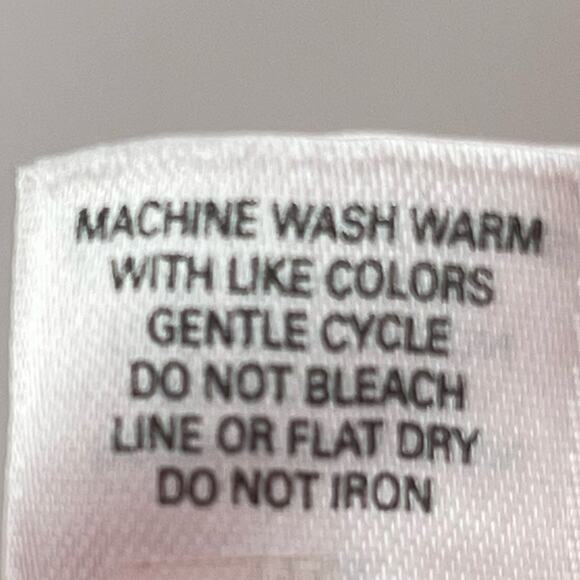 MACHINE WASH WARM
WITH LIKE COLORS
GENTLE CYCLE
DO NOT BLEACH
LINE OR FLAT DRY
DO NOT IRON